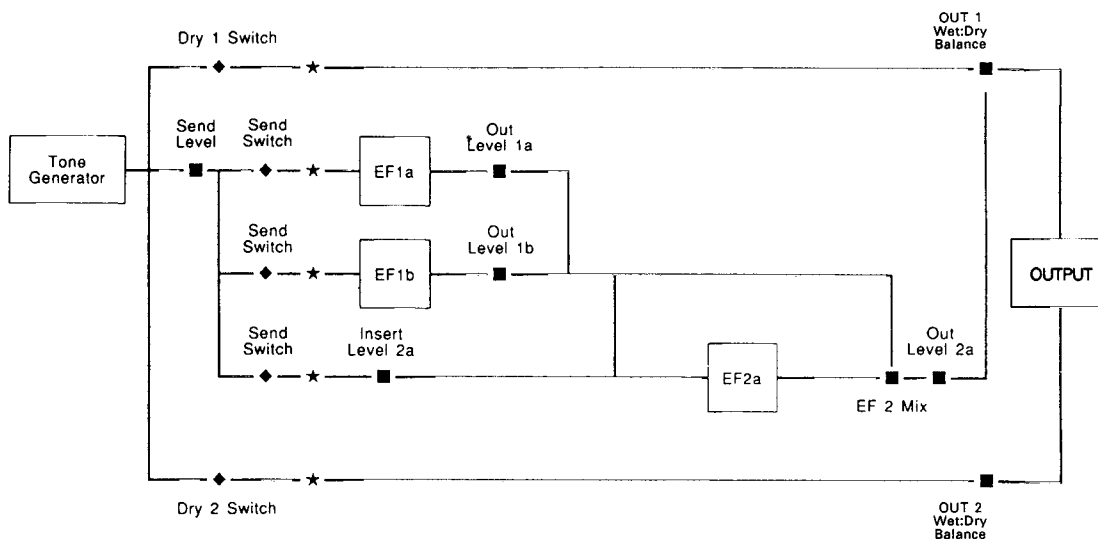 OUT 1
Wet:Dry
Balance
Dry 1 Switch
Send
Level
Send
Switch
Out
Level 1a
Tone
Generator
EF1a
Send
Switch
Out
Level 1b
EF1b
OUTPUT
Send
Switch
Insert
Level 2a
Out
Level 2a
EF2a
EF 2 Mix
Dry 2 Switch
OUT 2
Wet:Dry
Balance